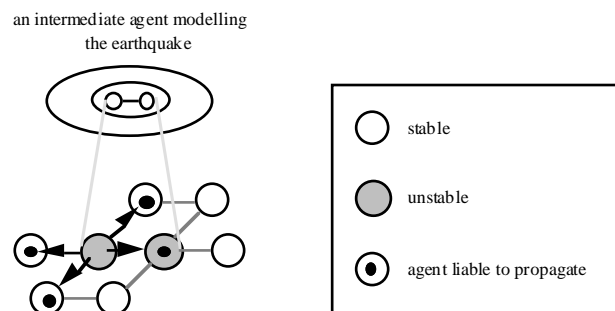 an intermediate agent modelling
the earthquake
stable
unstable
agent liable to propagate